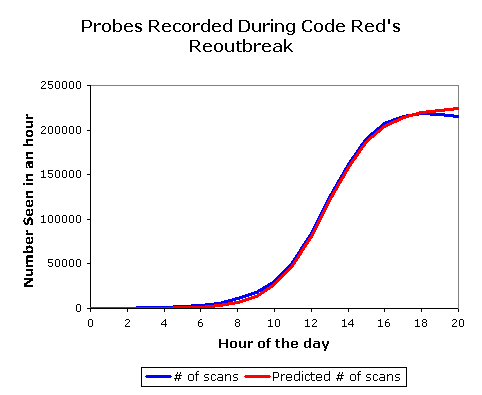 Probes Recorded During Code Red's
Reoutbreak
250000
200000
150000
100000
50000
0
Number Seen in an hour
0 2 4 6 8 10 12 14 16 18 20
Hour of the day
# of scans Predicted # of scans